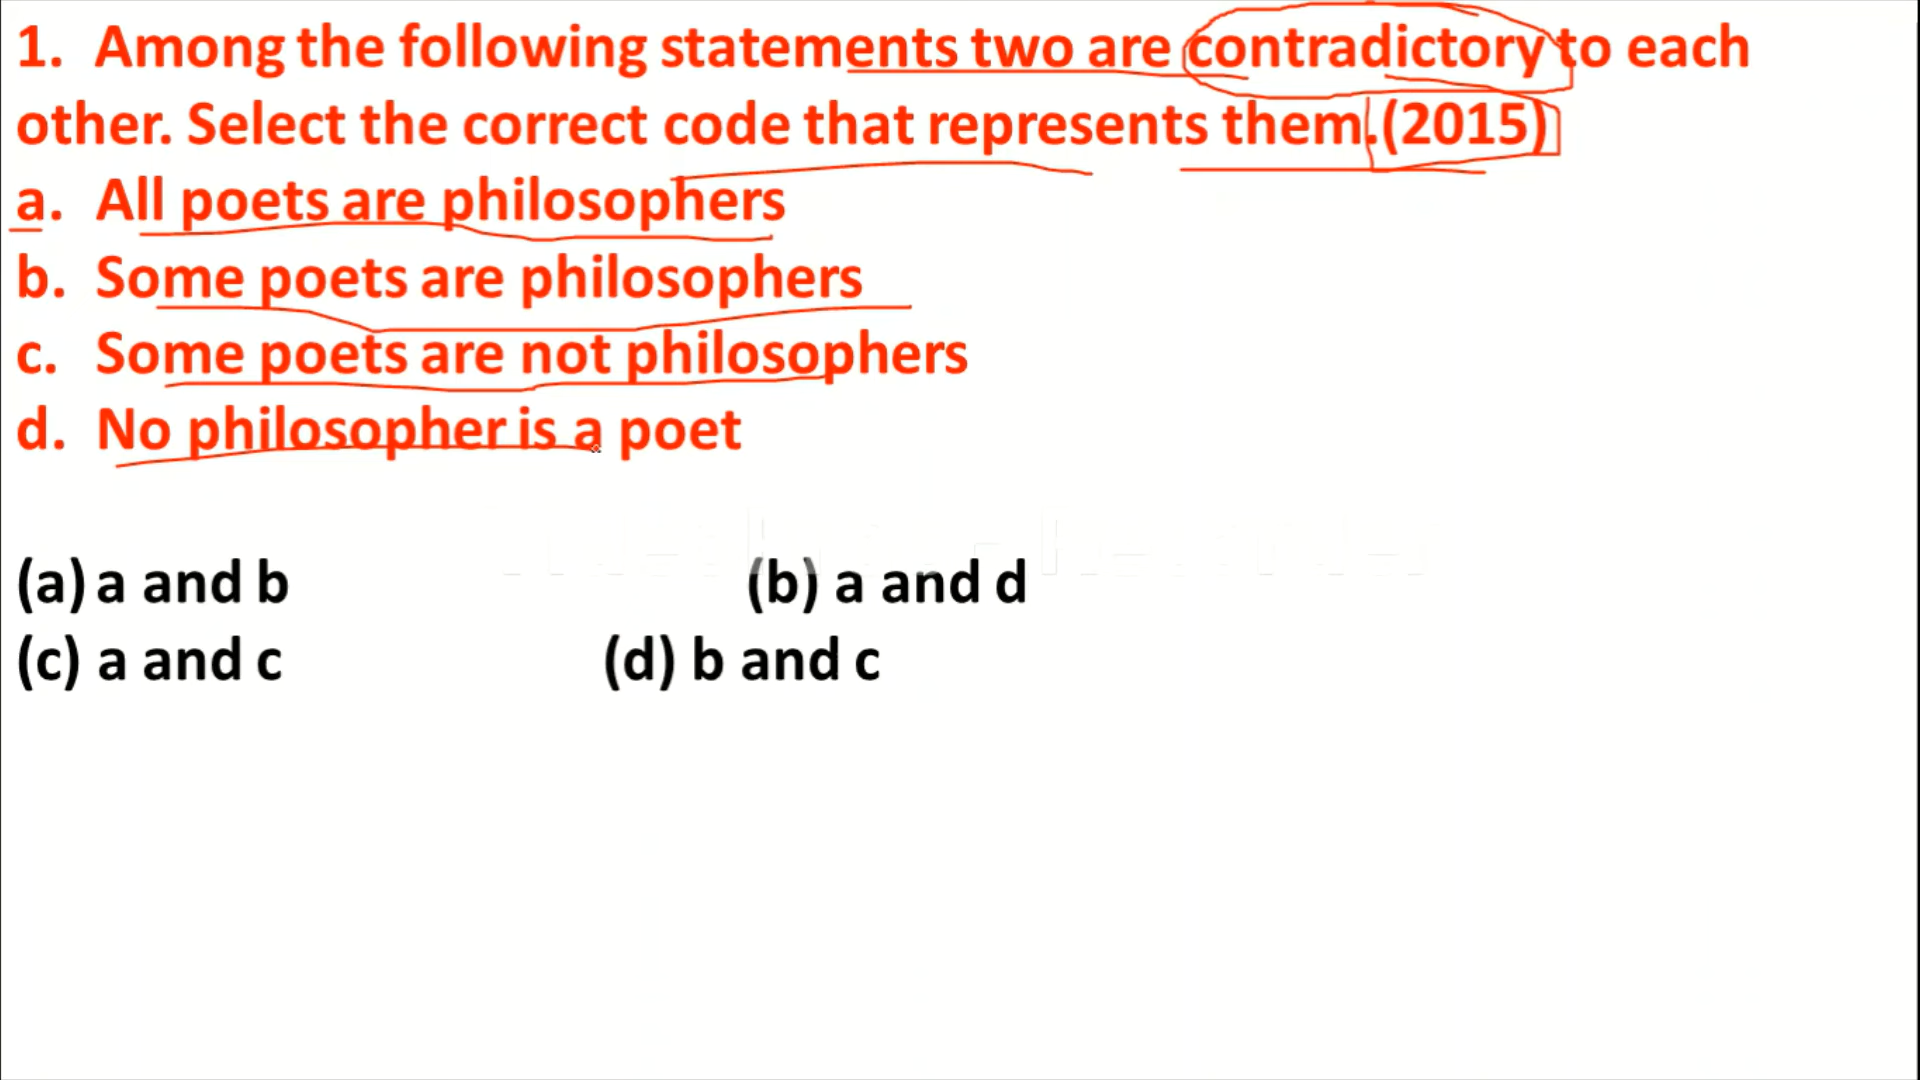 1. Among the following statements two are contradictory to each
other. Select the correct code that represents them.(2015)
a. All poets are philosophers
b. Some poets are philosophers
c. Some poets are not philosophers
d. No philosopher is a poet
(a) a and b (b) a and d
(c) a and c (d) b and c